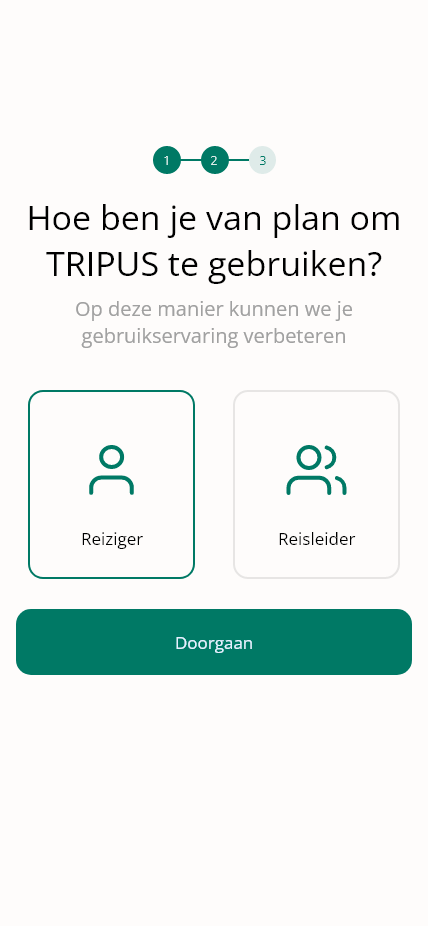 1 2 3
Hoe ben je van plan om
TRIPUS te gebruiken?
Op deze manier kunnen we je
gebruikservaring verbeteren
Reiziger Reisleider
Doorgaan